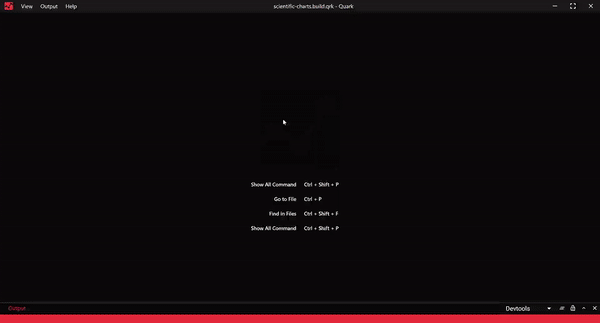 View Output Help scientific-charts.build.qrk - Quark
Show All Command Ctrl + Shift + P
Go to File Ctrl + P
Find in Files Ctrl + Shift + F
Show All Command Ctrl + Shift + P
Output Devtools